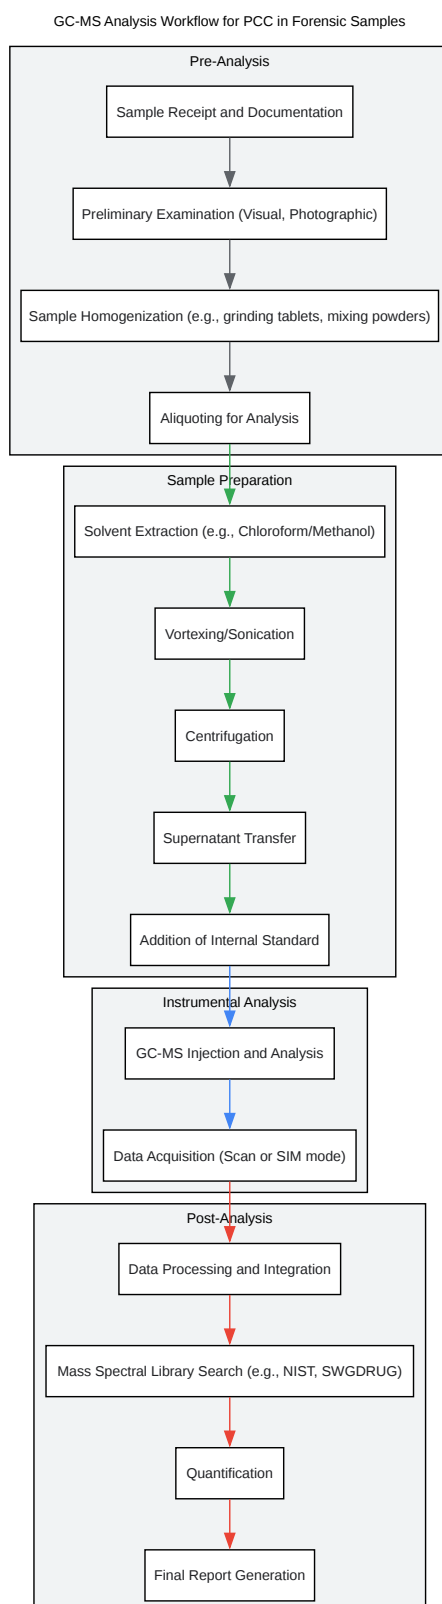 GC-MS Analysis Workflow for PCC in Forensic Samples
Pre-Analysis
Sample Receipt and Documentation
Preliminary Examination (Visual, Photographic)
Sample Homogenization (e.g., grinding tablets, mixing powders)
Aliquoting for Analysis
Sample Preparation
Solvent Extraction (e.g., Chloroform/Methanol)
Vortexing/Sonication
Centrifugation
Supernatant Transfer
Addition of Internal Standard
Instrumental Analysis
GC-MS Injection and Analysis
Data Acquisition (Scan or SIM mode)
Post-Analysis
Data Processing and Integration
Mass Spectral Library Search (e.g., NIST, SWGDRUG)
Quantification
Final Report Generation